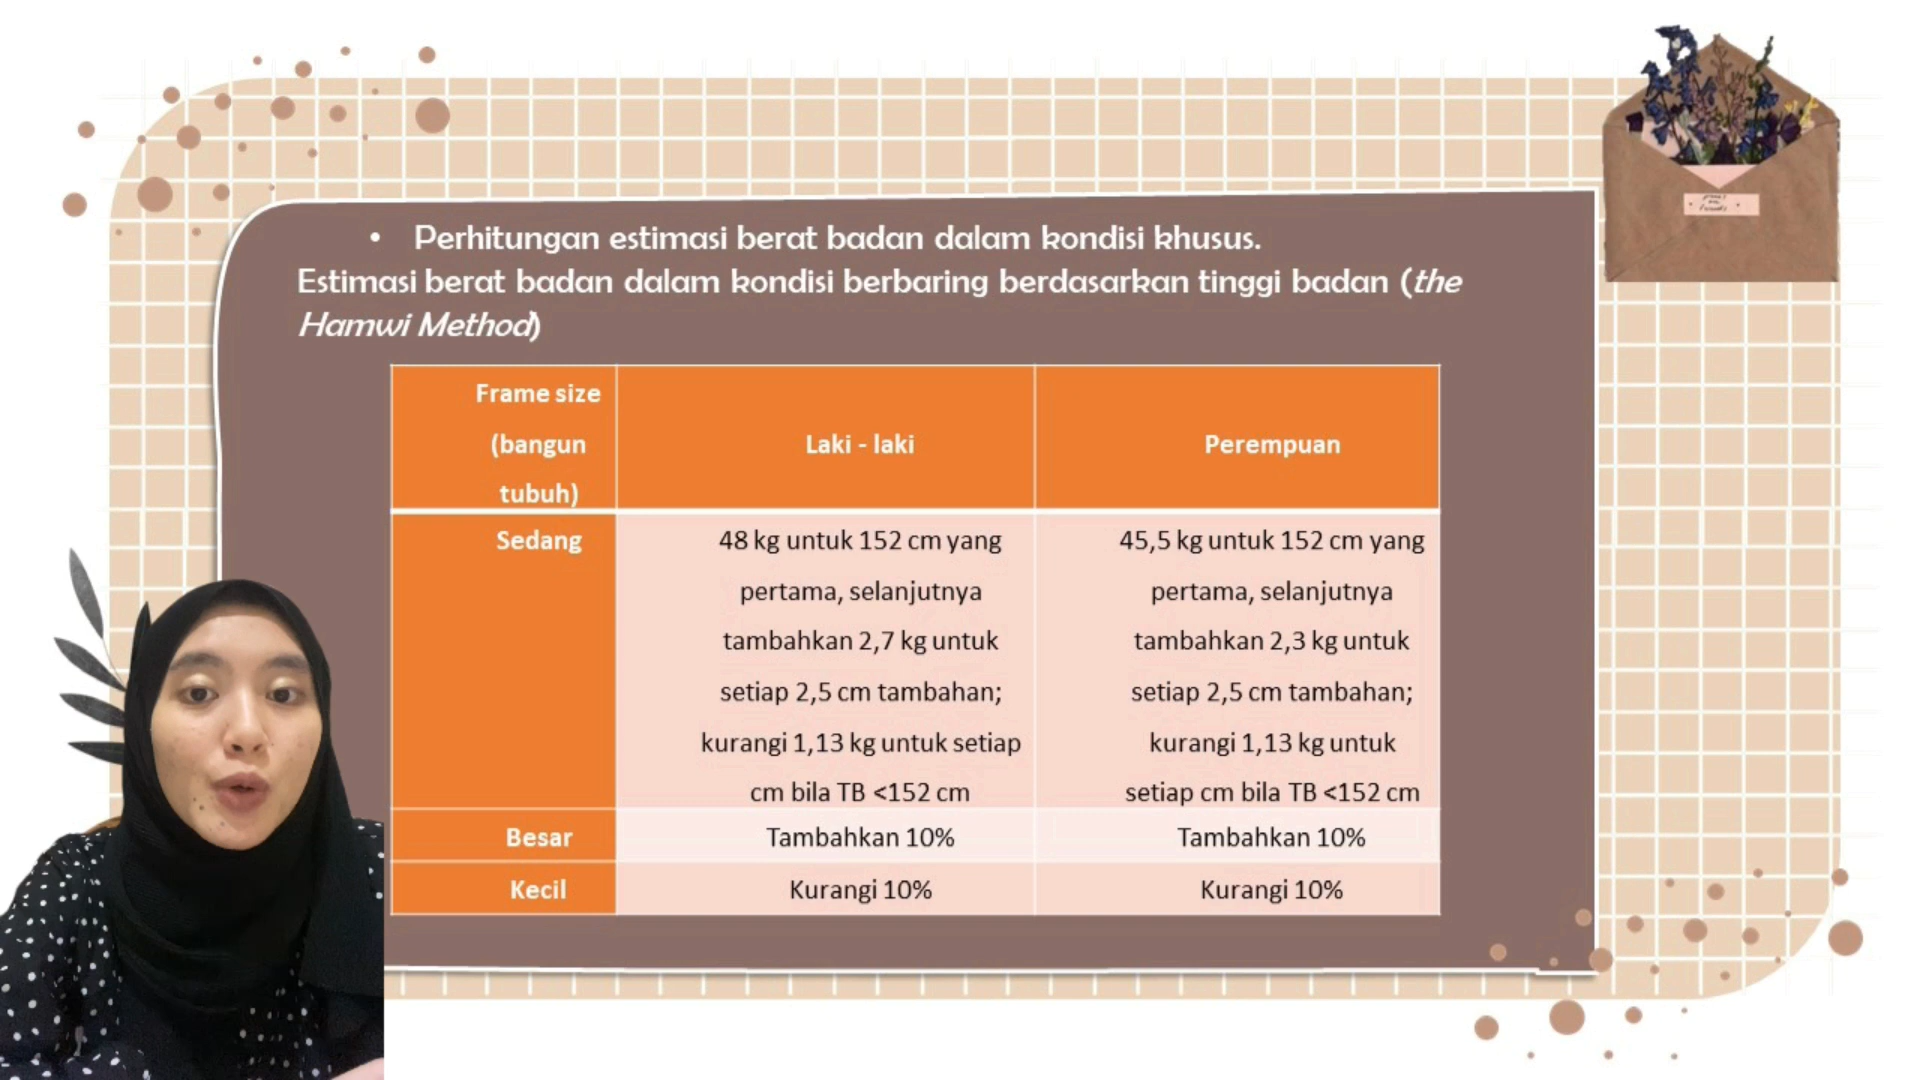 • Perhitungan estimasi berat badan dalam kondisi khusus.
Estimasi berat badan dalam kondisi berbaring berdasarkan tinggi badan (the
Hamwi Method)
Frame size
(bangun
tubuh)
Laki - laki
Perempuan
Sedang
48 kg untuk 152 cm yang
pertama, selanjutnya
tambahkan 2,7 kg untuk
setiap 2,5 cm tambahan;
kurangi 1,13 kg untuk setiap
cm bila TB <152 cm
45,5 kg untuk 152 cm yang
pertama, selanjutnya
tambahkan 2,3 kg untuk
setiap 2,5 cm tambahan;
kurangi 1,13 kg untuk
setiap cm bila TB <152 cm
Besar
Tambahkan 10%
Tambahkan 10%
Kecil
Kurangi 10%
Kurangi 10%